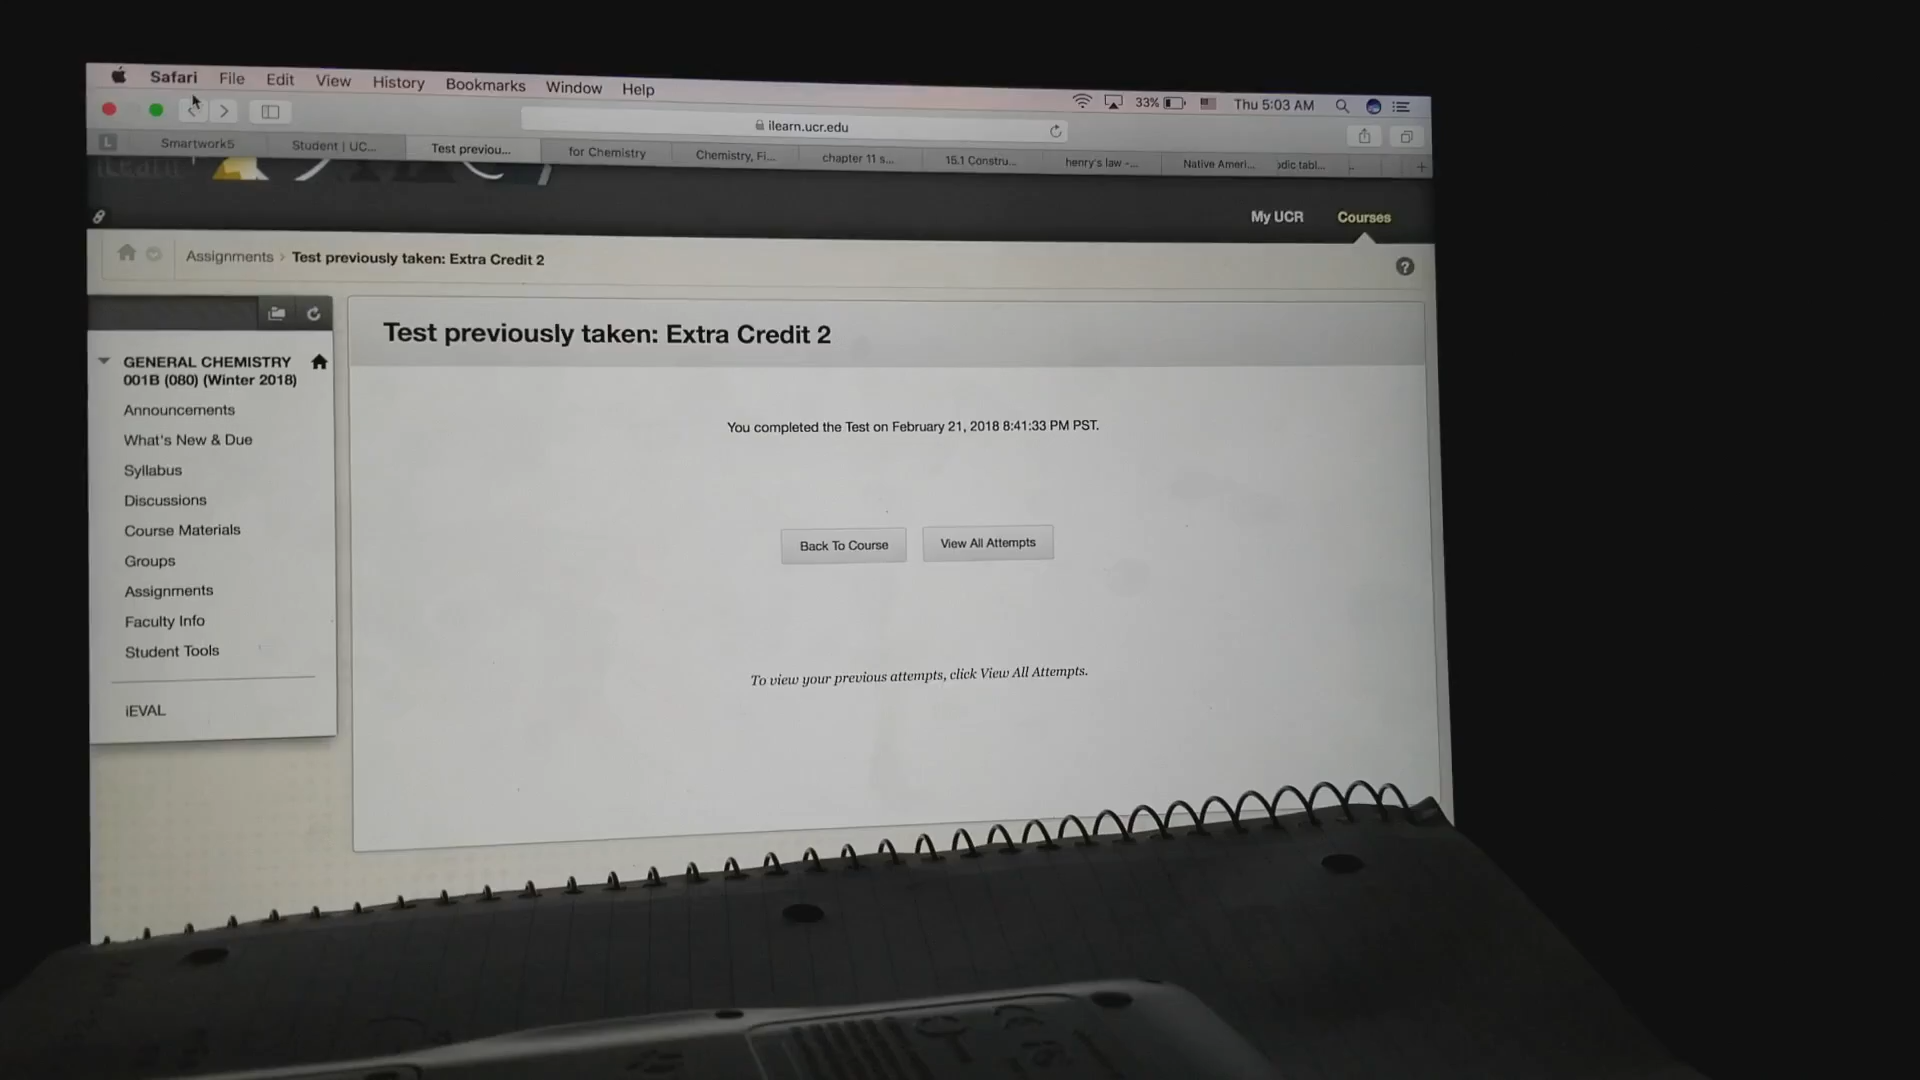 Safari File Edit View History Bookmarks Window Help
33% Thu 5:03 AM
ilearn.ucr.edu
L Smartwork5 Student | UC... Test previou... for Chemistry Chemistry, Fi... chapter 11 s... 15.1 Constru... henry's law -... Native Ameri... odic tabl...
iLearn
My UCR Courses
Assignments > Test previously taken: Extra Credit 2
?
Test previously taken: Extra Credit 2
GENERAL CHEMISTRY
001B (080) (Winter 2018)
Announcements
What's New & Due
Syllabus
Discussions
Course Materials
Groups
Assignments
Faculty Info
Student Tools
iEVAL
You completed the Test on February 21, 2018 8:41:33 PM PST.
Back To Course View All Attempts
To view your previous attempts, click View All Attempts.